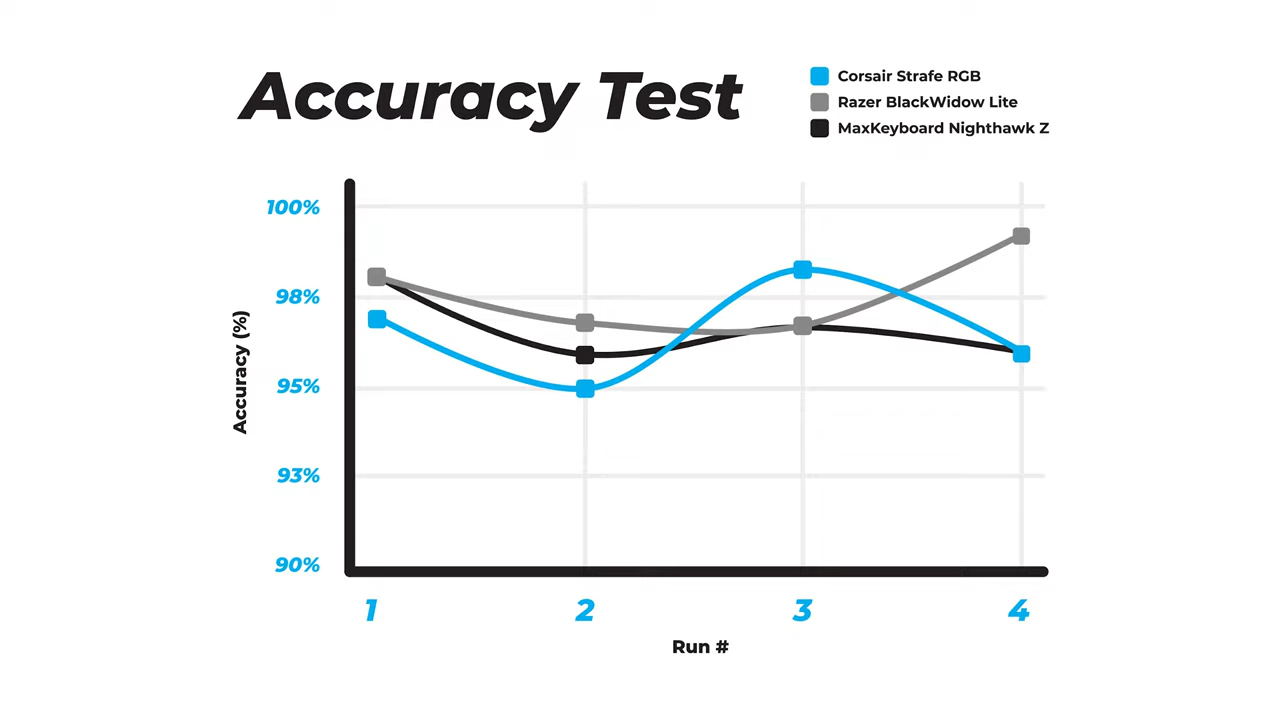 Accuracy Test
Corsair Strafe RGB
Razer BlackWidow Lite
MaxKeyboard Nighthawk Z
Accuracy (%)
100%
98%
95%
93%
90%
1 2 3 4
Run #